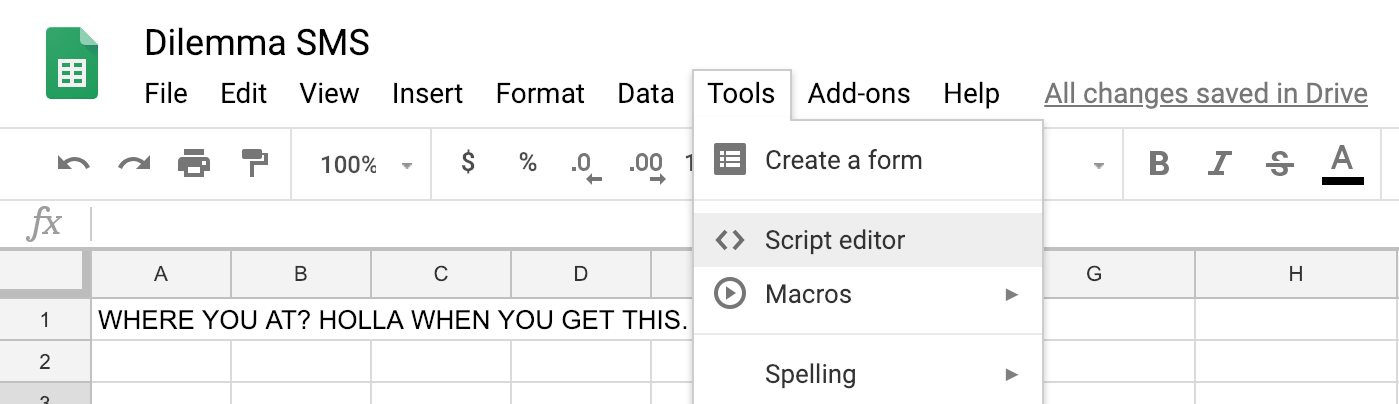 Dilemma SMS
File Edit View Insert Format Data Tools Add-ons Help All changes saved in Drive
100% $ % .0 .00 1 B I S A
Create a form
fx
Script editor
A B C D G H
Macros
1 WHERE YOU AT? HOLLA WHEN YOU GET THIS.
2
Spelling
3